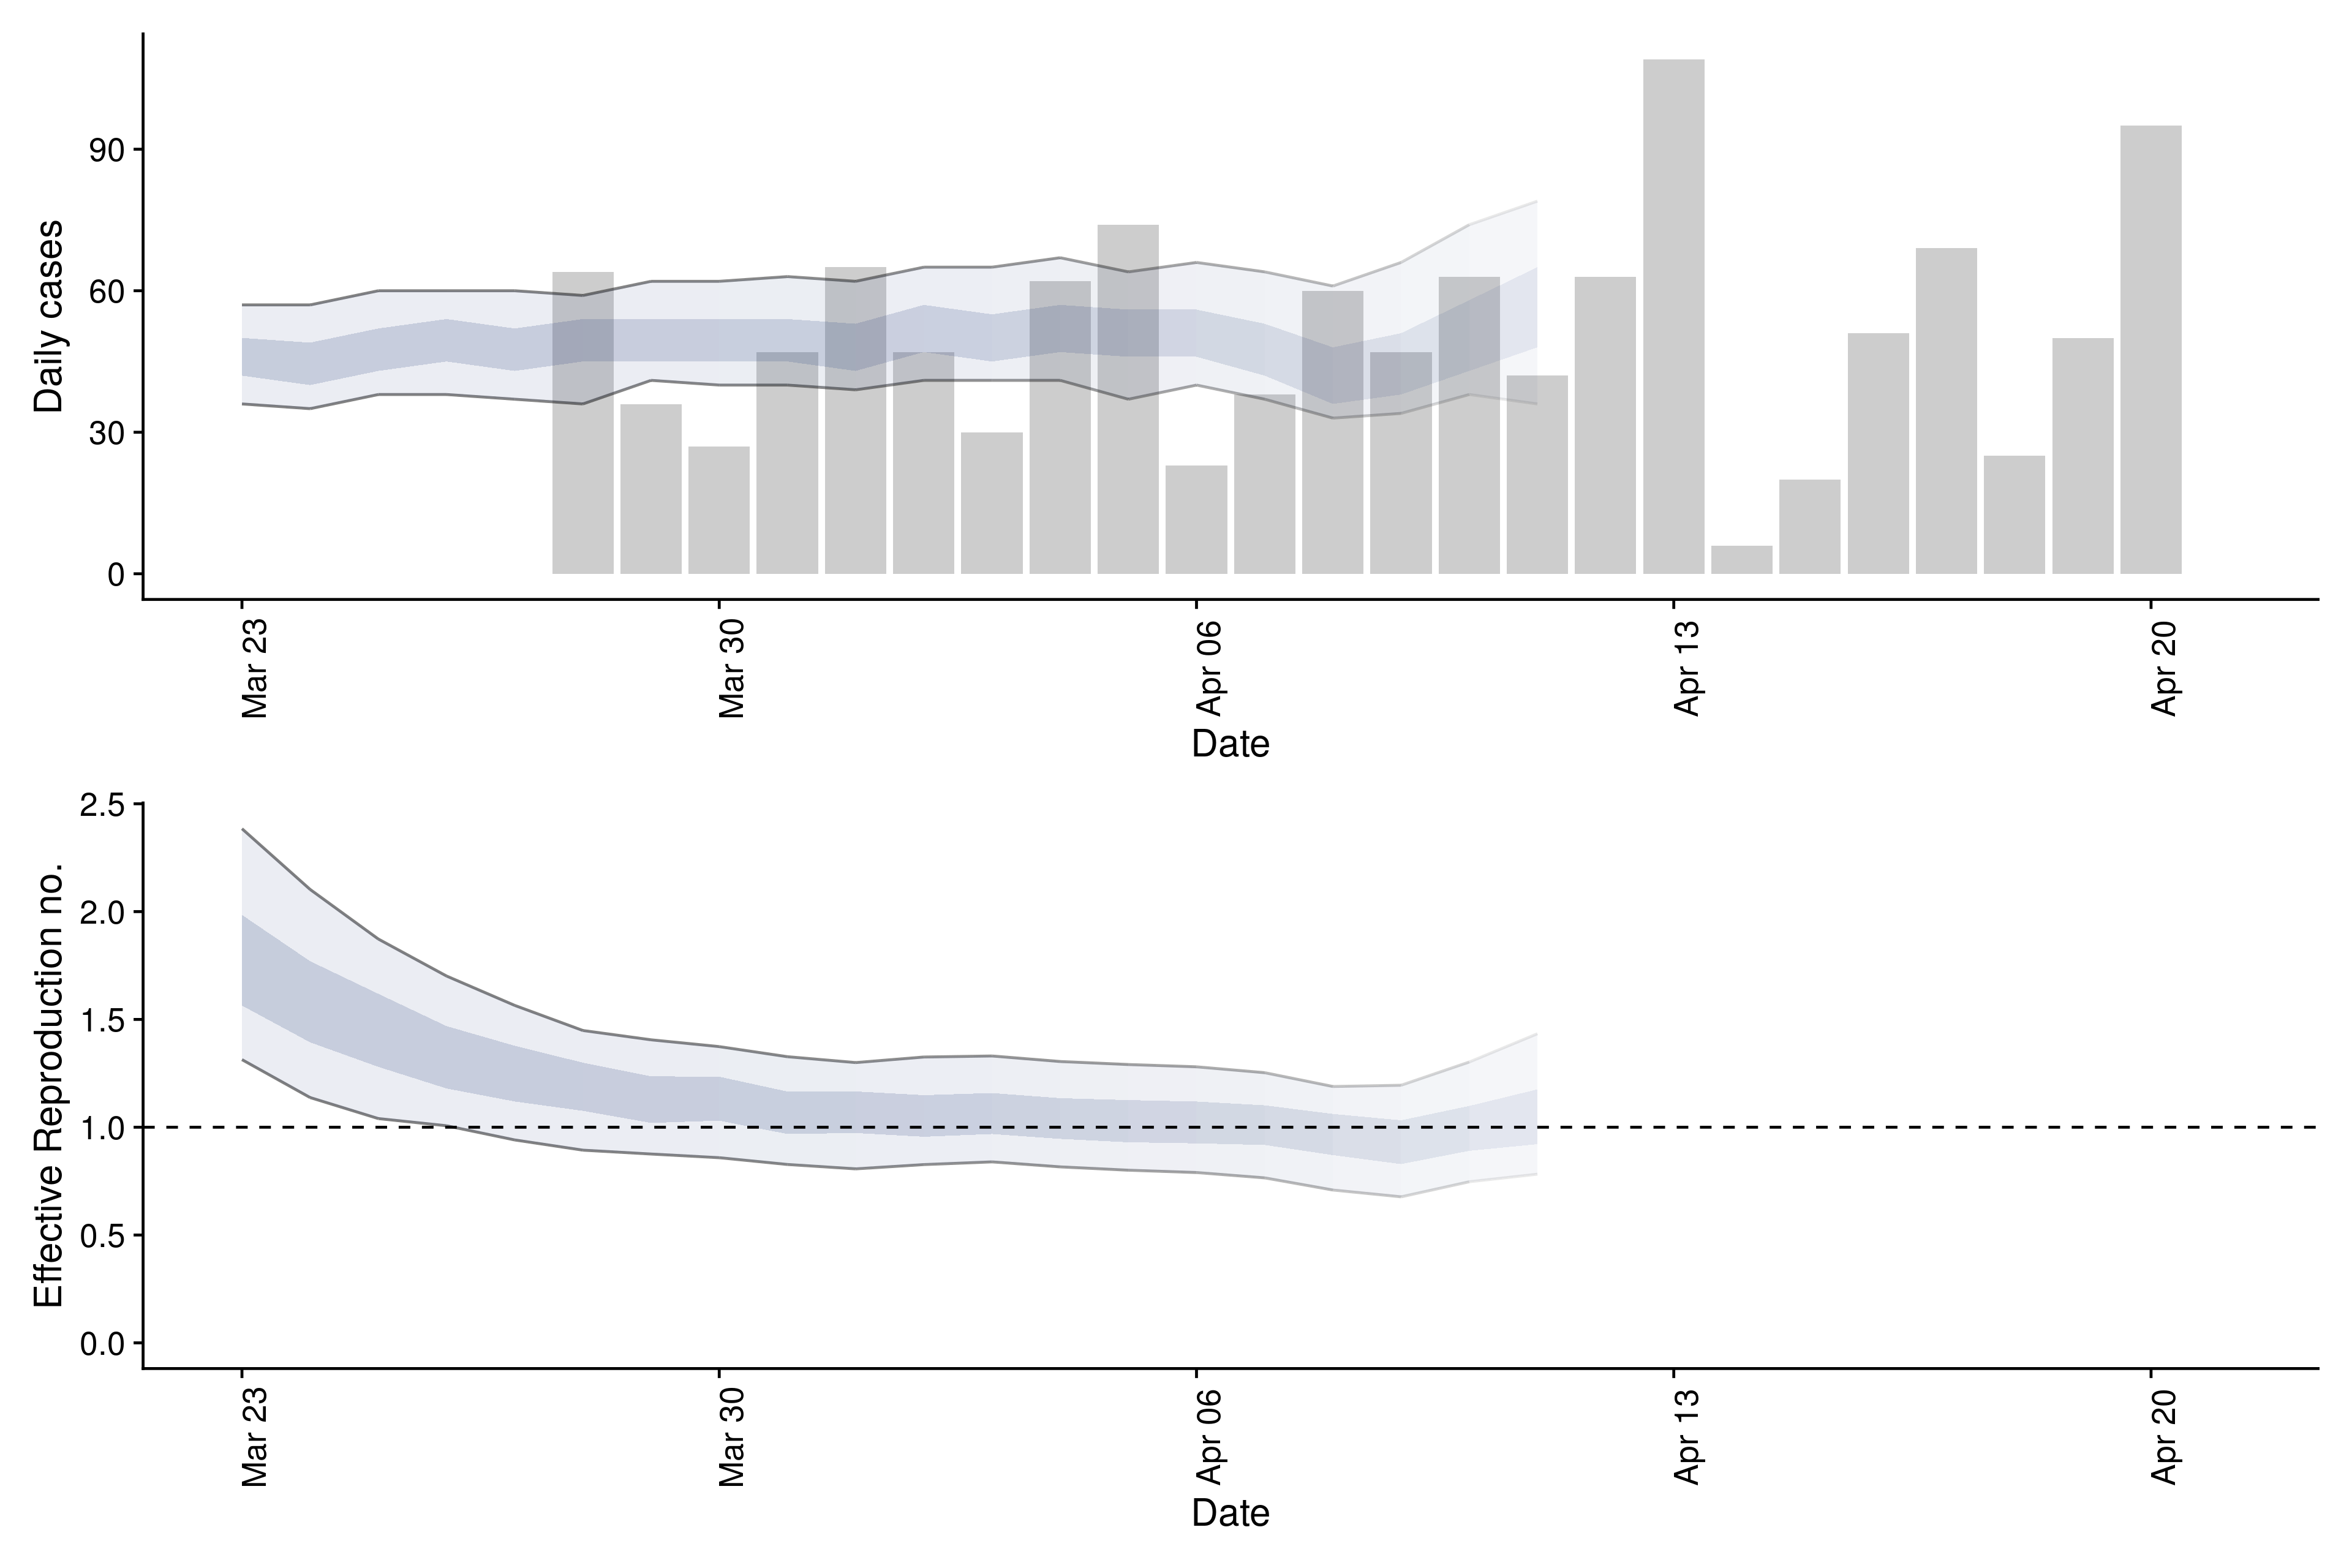 Daily cases
90
60
30
0
Mar 23
Mar 30
Apr 06
Apr 13
Apr 20
Date
Effective Reproduction no.
2.5
2.0
1.5
1.0
0.5
0.0
Mar 23
Mar 30
Apr 06
Apr 13
Apr 20
Date